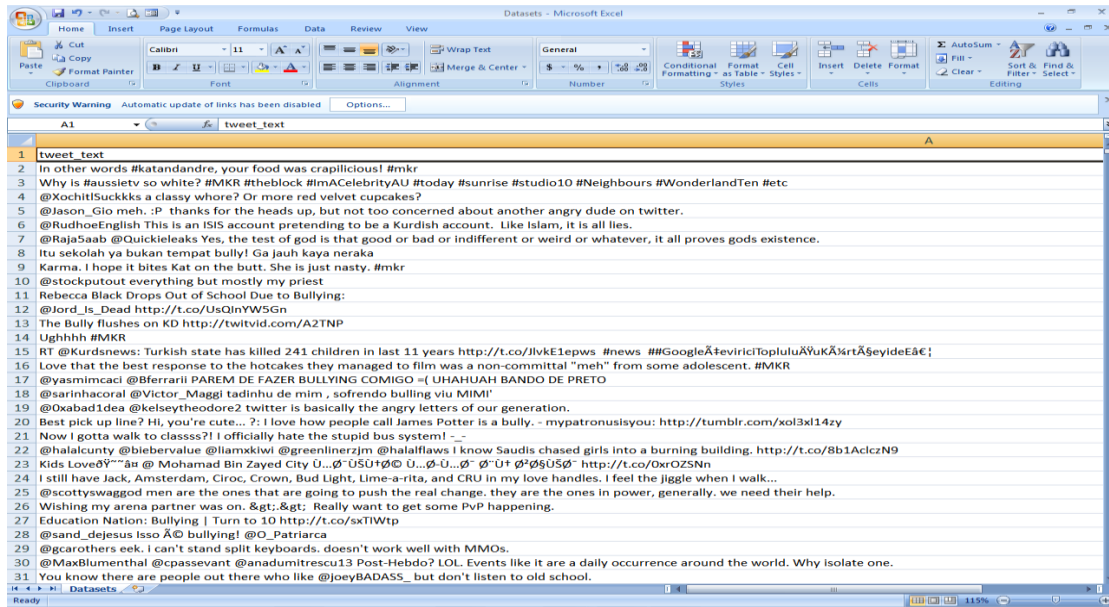 Datasets - Microsoft Excel
Home Insert Page Layout Formulas Data Review View
Cut
Copy
Format Painter
Paste
Clipboard
Calibri 11
B I U
Font
Wrap Text
Merge & Center
Alignment
General
$ % ,
Number
Conditional Formatting
Format as Table
Cell Styles
Styles
Insert Delete Format
Cells
Σ AutoSum
Fill
Clear
Sort & Filter
Find & Select
Editing
Security Warning Automatic update of links has been disabled Options...
A1 fx tweet_text
A
1 tweet_text
2 In other words #katandandre, your food was crapilicious! #mkr
3 Why is #aussietv so white? #MKR #theblock #ImACelebrityAU #today #sunrise #studio10 #Neighbours #WonderlandTen #etc
4 @XochitlSuckkks a classy whore? Or more red velvet cupcakes?
5 @Jason_Gio meh. :P thanks for the heads up, but not too concerned about another angry dude on twitter.
6 @RudhoeEnglish This is an ISIS account pretending to be a Kurdish account. Like Islam, it is all lies.
7 @Raja5aab @Quickieleaks Yes, the test of god is that good or bad or indifferent or weird or whatever, it all proves gods existence.
8 Itu sekolah ya bukan tempat bully! Ga jauh kaya neraka
9 Karma. I hope it bites Kat on the butt. She is just nasty. #mkr
10 @stockputout everything but mostly my priest
11 Rebecca Black Drops Out of School Due to Bullying:
12 @Jord_Is_Dead http://t.co/UsQInYW5Gn
13 The Bully flushes on KD http://twitvid.com/A2TNP
14 Ughhhh #MKR
15 RT @Kurdsnews: Turkish state has killed 241 children in last 11 years http://t.co/JlvkE1epws #news ##GoogleÃ‡eviriciTopluluÄŸuKÃ¼rtÃ§eyideEâ€¦
16 Love that the best response to the hotcakes they managed to film was a non-committal "meh" from some adolescent. #MKR
17 @yasmimcaci @Bferrarii PAREM DE FAZER BULLYING COMIGO =( UHAHUAH BANDO DE PRETO
18 @sarinhacoral @Victor_Maggi tadinhu de mim , sofrendo bulling viu MIMI'
19 @0xabad1dea @kelseytheodore2 twitter is basically the angry letters of our generation.
20 Best pick up line? Hi, you're cute... ?: I love how people call James Potter is a bully. - mypatronusisyou: http://tumblr.com/xol3xl14zy
21 Now I gotta walk to classss?! I officially hate the stupid bus system! -_-
22 @halalcunty @biebervalue @liamxkiwi @greenlinerzjm @halalflaws I know Saudis chased girls into a burning building. http://t.co/8b1AclczN9
23 Kids Loveðÿ˜˜â¤ @ Mohamad Bin Zayed City http://t.co/0xrOZSNn
24 I still have Jack, Amsterdam, Ciroc, Crown, Bud Light, Lime-a-rita, and CRU in my love handles. I feel the jiggle when I walk...
25 @scottyswaggod men are the ones that are going to push the real change. they are the ones in power, generally. we need their help.
26 Wishing my arena partner was on. &gt;.&gt; Really want to get some PvP happening.
27 Education Nation: Bullying | Turn to 10 http://t.co/sxTIWtp
28 @sand_dejesus Isso Ã© bullying! @O_Patriarca
29 @gcarothers eek. i can't stand split keyboards. doesn't work well with MMOs.
30 @MaxBlumenthal @cpassevant @anadumitrescu13 Post-Hebdo? LOL. Events like it are a daily occurrence around the world. Why isolate one.
31 You know there are people out there who like @joeyBADASS_ but don't listen to old school.
Datasets
Ready 115%